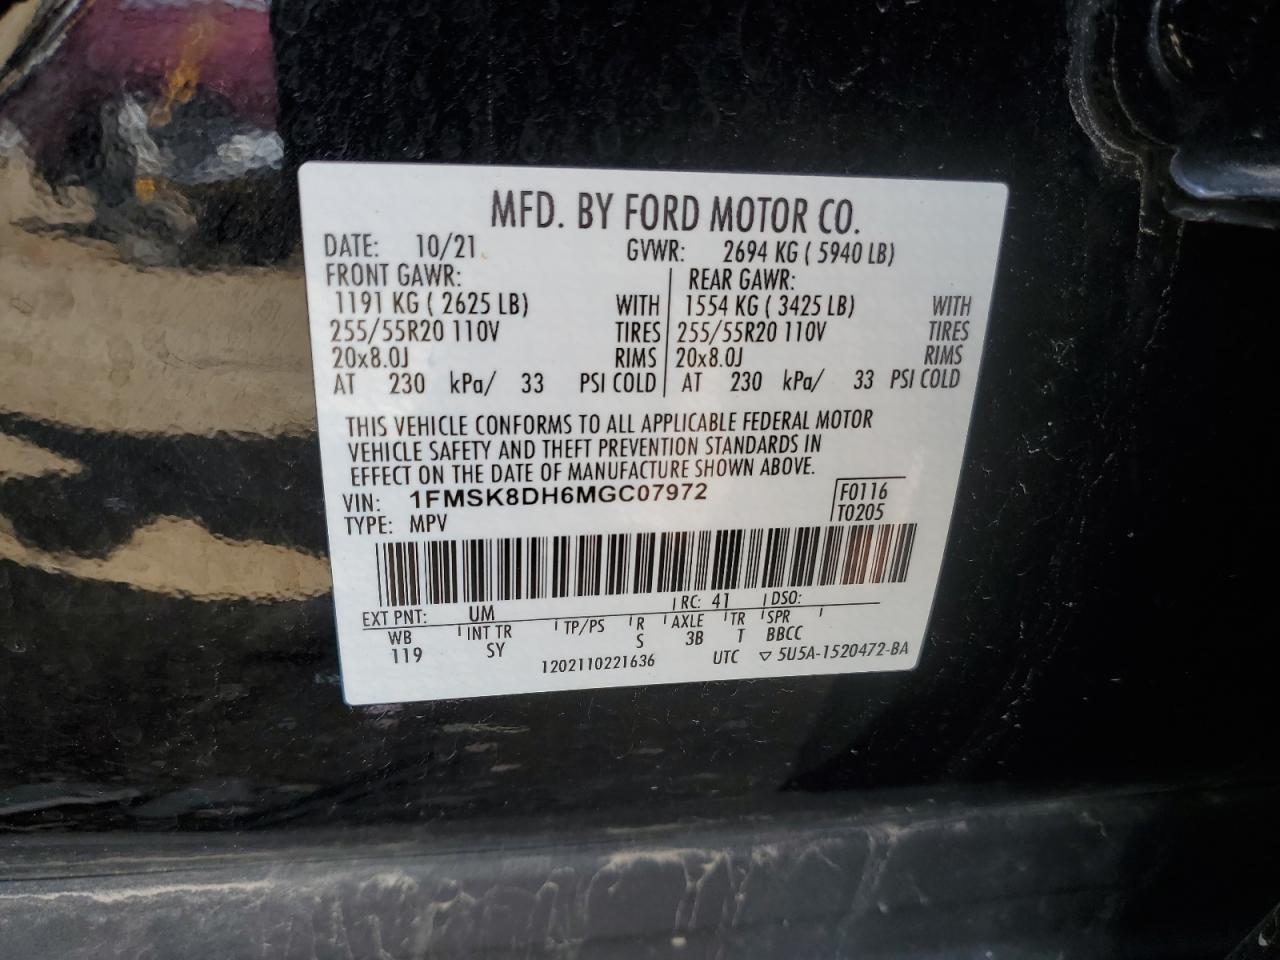 MFD. BY FORD MOTOR CO.
DATE: 10/21 GVWR: 2694 KG ( 5940 LB)
FRONT GAWR: REAR GAWR:
1191 KG ( 2625 LB) WITH 1554 KG ( 3425 LB) WITH
255/55R20 110V TIRES 255/55R20 110V TIRES
20x8.0J RIMS 20x8.0J RIMS
AT 230 kPa/ 33 PSI COLD AT 230 kPa/ 33 PSI COLD
THIS VEHICLE CONFORMS TO ALL APPLICABLE FEDERAL MOTOR
VEHICLE SAFETY AND THEFT PREVENTION STANDARDS IN
EFFECT ON THE DATE OF MANUFACTURE SHOWN ABOVE.
VIN: 1FMSK8DH6MGC07972 F0116
TYPE: MPV T0205
EXT PNT: UM RC: 41 DSO:
WB INT TR TP/PS R AXLE TR SPR
119 SY S 3B T BBCC
1202110221636 UTC ▽ 5U5A-1520472-BA